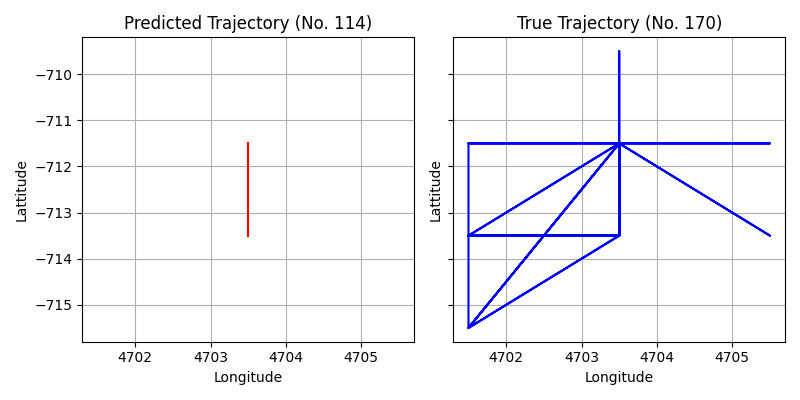 Predicted Trajectory (No. 114)
−710
−711
−712
−713
−714
−715
Lattitude
4702 4703 4704 4705
Longitude
True Trajectory (No. 170)
Lattitude
4702 4703 4704 4705
Longitude